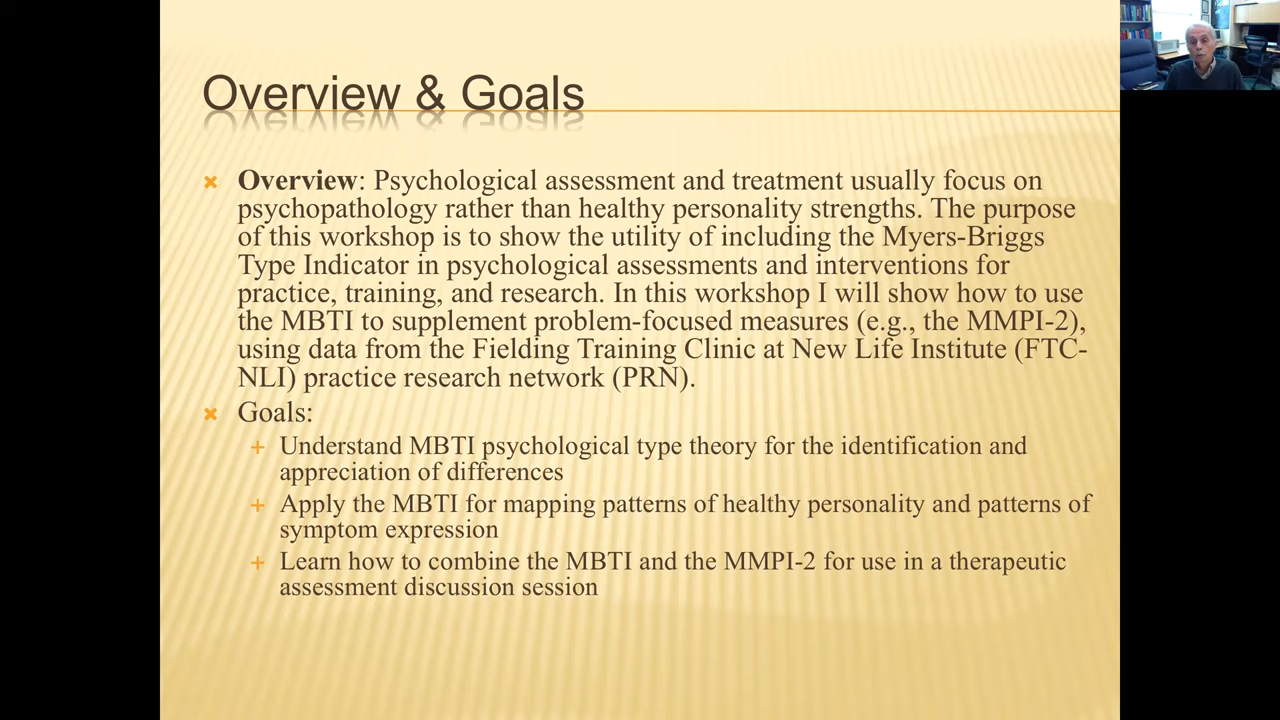 Overview & Goals
Overview: Psychological assessment and treatment usually focus on
psychopathology rather than healthy personality strengths. The purpose
of this workshop is to show the utility of including the Myers-Briggs
Type Indicator in psychological assessments and interventions for
practice, training, and research. In this workshop I will show how to use
the MBTI to supplement problem-focused measures (e.g., the MMPI-2),
using data from the Fielding Training Clinic at New Life Institute (FTC-
NLI) practice research network (PRN).
Goals:
Understand MBTI psychological type theory for the identification and
appreciation of differences
Apply the MBTI for mapping patterns of healthy personality and patterns of
symptom expression
Learn how to combine the MBTI and the MMPI-2 for use in a therapeutic
assessment discussion session